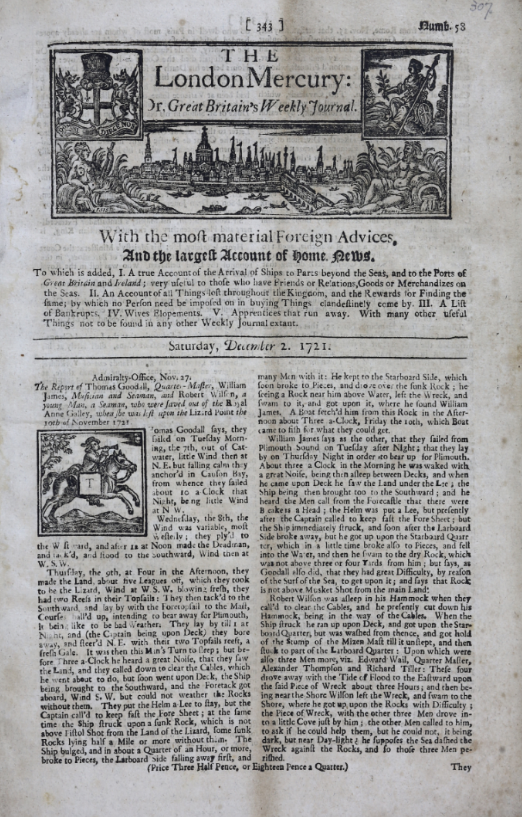 [ 343 ]
Numb. 58
307
THE
London Mercury:
Or, Great Britain's Weekly Journal.
With the most material Foreign Advices,
And the largest Account of Home News.
To which is added, I. A true Account of the Arrival of Ships to Parts beyond the Seas, and to the Ports of
Great Britain and Ireland; very useful to those who have Friends or Relations, Goods or Merchandizes on
the Seas. II. An Account of all Things lost throughout the Kingdom, and the Rewards for Finding the
same; by which no Person need be imposed on in buying Things clandestinely come by. III. A List
of Bankrupts, IV. Wives Elopements. V. Apprentices that run away. With many other useful
Things not to be found in any other Weekly Journal extant.
Saturday, December 2. 1721.
Admiralty-Office, Nov. 27.
The Report of Thomas Goodall, Quarter-Master, William
James, Musician and Seaman, and Robert Wilson, a
young Man, a Seaman, who were saved out of the Royal
Anne Galley, when she was lost upon the Lizard Point the
10th of November 1721
Tomas Goodall says, they
sailed on Tuesday Morn-
ing, the 7th, out of Cat-
water, little Wind then at
N. E. but falling calm they
anchor'd in Causon Bay,
from whence they sailed
about 10 a Clock that
Night, being little Wind
at N W.
Wednesday, the 8th, the
Wind was variable, most
Westerly; they ply'd to
the Westward, and after 12 at Noon made the Deadman,
and tack'd, and stood to the Southward, Wind then at
W. S. W.
Thursday, the 9th, at Four in the Afternoon, they
made the Land, about five Leagues off, which they took
to be the Lizard, Wind at W S. W. blowing fresh, they
had two Reefs in their Topsails: They then tack'd to the
Southward, and lay by with the Foretopsail to the Mast,
Courses hall'd up, intending to bear away for Plymouth,
it being like to be bad Weather. They lay by till 1 at
Night, and (the Captain being upon Deck) they bore
away, and steer'd N E. with their two Topsails reeft, a
fresh Gale. It was then this Min's Turn to sleep; but be-
fore Three a Clock he heard a great Noise, that they saw
the Land, and they called down to clear the Cables, which
he went about to do, but soon went upon Deck, the Ship
being brought to the Southward, and the Foretack got
aboard, Wind S W, but could not weather the Rocks
without them. They put the Helm a-Lee to stay, but the
Captain call'd to keep fast the Fore Sheet; at the same
time the Ship struck upon a sunk Rock, which is not
above Pistol Shot from the Land of the Lizard, some sunk
Rocks lying half a Mile or more without them. The
Ship bulged, and in about a Quarter of an Hour, or more,
broke to Pieces, the Larboard Side falling away first, and
many Men with it: He kept to the Starboard Side, which
soon broke to Pieces, and drove over the sunk Rock; he
seeing a Rock near him above Water, left the Wreck, and
swam to it, and got upon it, where he found William
James. A Boat fetch'd him from this Rock in the After-
noon about Three a-Clock, Friday the 10th, which Boat
came to fish for what they could get.
William James says as the other, that they sailed from
Plimouth Sound on Tuesday after Night; that they lay
by on Thursday Night in order to bear up for Plimouth.
About three a Clock in the Morning he was waked with
a great Noise, being then asleep between Decks, and when
he came upon Deck he saw the Land under the Lee; the
Ship being then brought too to the Southward; and he
heard the Men call from the Forecastle that there were
Breakers a Head; the Helm was put a Lee, but presently
after the Captain called to keep fast the Fore Sheet; but
the Ship immediately struck, and soon after the Larboard
Side broke away, but he got up upon the Starboard Quar-
ter, which in a little time broke also to Pieces, and fell
into the Water, and then he swam to the dry Rock, which
was not above three or four Yards from him; but says, as
Goodall also did, that they had great Difficulty, by reason
of the Surf of the Sea, to get upon it; and says that Rock
is not above Musket Shot from the main Land;
Robert Wilson was asleep in his Hammock when they
call'd to clear the Cables, and he presently cut down his
Hammock, being in the way of the Cables. When the
Ship struck he ran up upon Deck, and got upon the Star-
board Quarter, but was washed from thence, and got hold
of the stump of the Mizen Mast till it unstept, and then
stuck to part of the Larboard Quarter: Upon which were
also three Men more, viz. Edward Wall, Quarter Master,
Alexander Thompson and Richard Tiller: These four
drove away with the Tide of Flood to the Eastward upon
the said Piece of Wreck about three Hours; and then be-
ing near the Shore Wilson left the Wreck, and swam to the
Shore, where he got up upon the Rocks with Difficulty;
the Piece of Wreck, with the other three Men drove in-
to a little Cove just by him; the other Men called to him,
to ask if he could help them, but he could not, it being
dark, but near Day-light; he supposes the Sea dashed the
Wreck against the Rocks, and so those three Men pe-
rished.
(Price Three Half Pence, or Eighteen Pence a Quarter.)
They